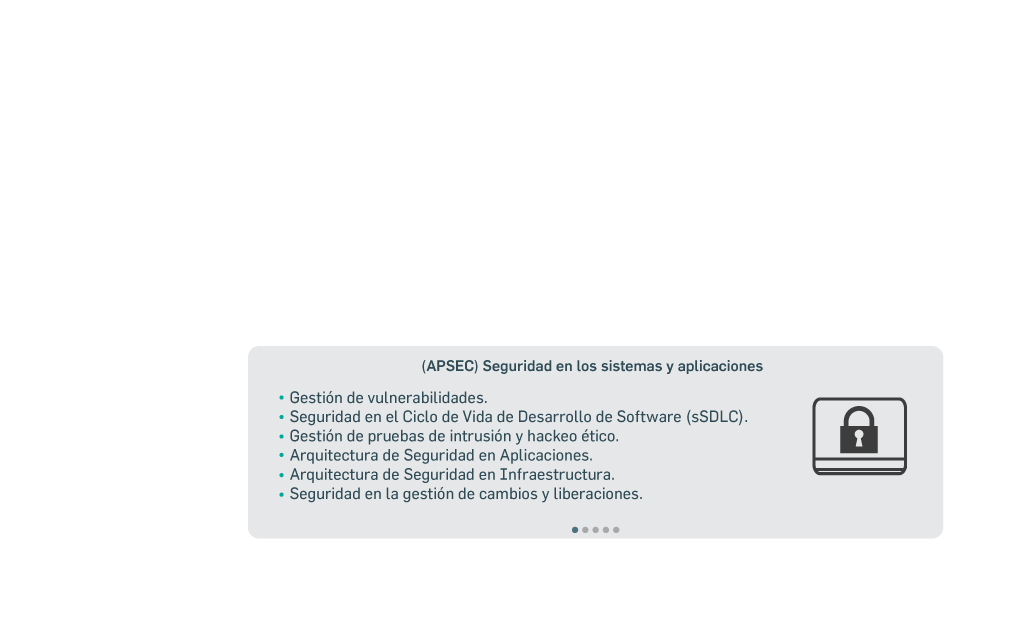 (APSEC) Seguridad en los sistemas y aplicaciones
• Gestión de vulnerabilidades.
• Seguridad en el Ciclo de Vida de Desarrollo de Software (sSDLC).
• Gestión de pruebas de intrusión y hackeo ético.
• Arquitectura de Seguridad en Aplicaciones.
• Arquitectura de Seguridad en Infraestructura.
• Seguridad en la gestión de cambios y liberaciones.